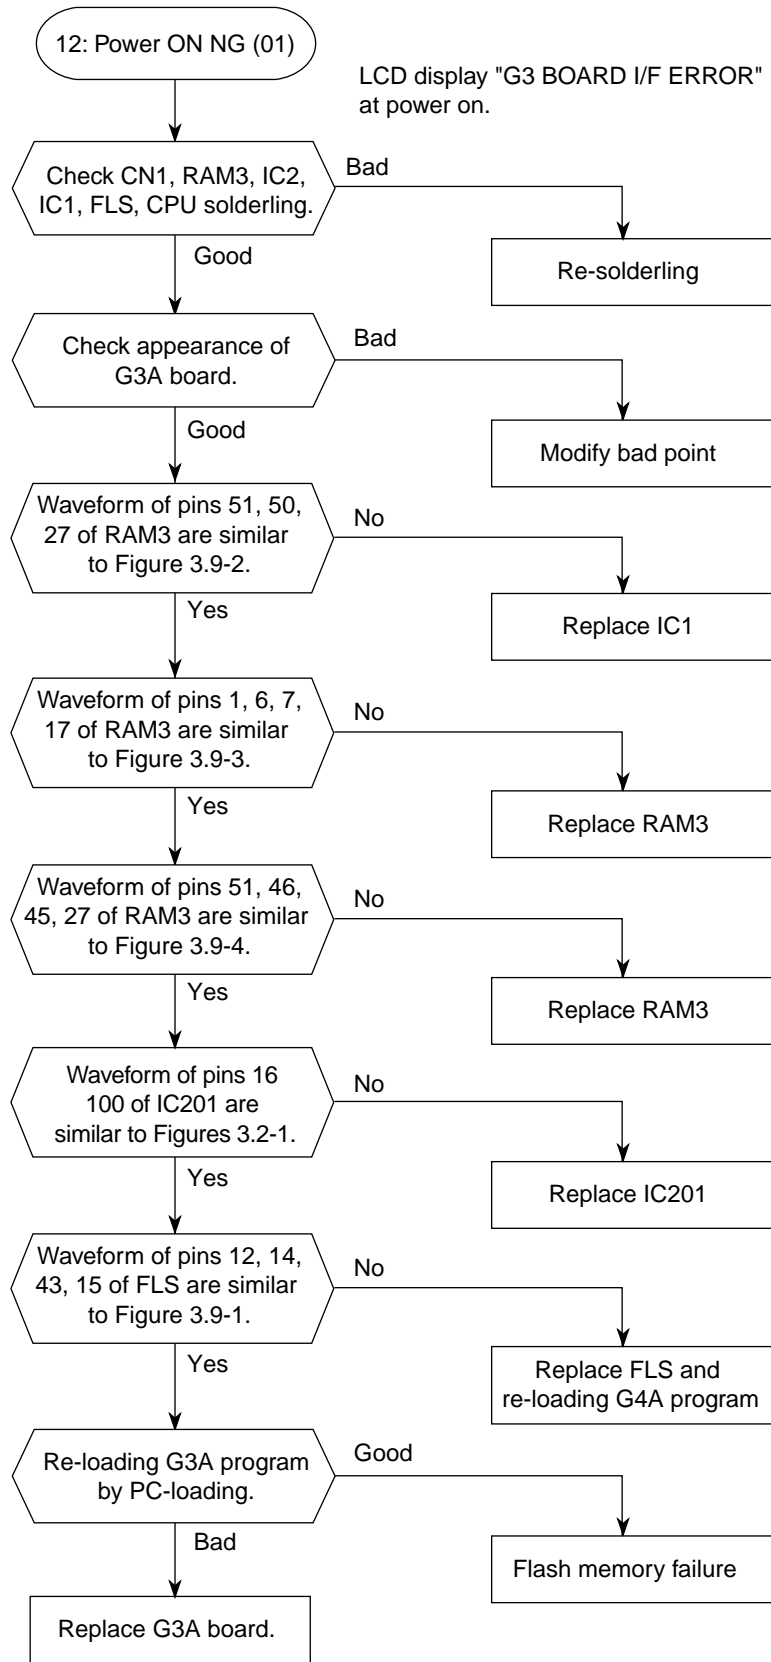 12: Power ON NG (01)
LCD display "G3 BOARD I/F ERROR"
at power on.
Check CN1, RAM3, IC2,
IC1, FLS, CPU solderling.
Bad
Re-solderling
Good
Check appearance of
G3A board.
Bad
Modify bad point
Good
Waveform of pins 51, 50,
27 of RAM3 are similar
to Figure 3.9-2.
No
Replace IC1
Yes
Waveform of pins 1, 6, 7,
17 of RAM3 are similar
to Figure 3.9-3.
No
Replace RAM3
Yes
Waveform of pins 51, 46,
45, 27 of RAM3 are similar
to Figure 3.9-4.
No
Replace RAM3
Yes
Waveform of pins 16
100 of IC201 are
similar to Figures 3.2-1.
No
Replace IC201
Yes
Waveform of pins 12, 14,
43, 15 of FLS are similar
to Figure 3.9-1.
No
Replace FLS and
re-loading G4A program
Yes
Re-loading G3A program
by PC-loading.
Good
Flash memory failure
Bad
Replace G3A board.